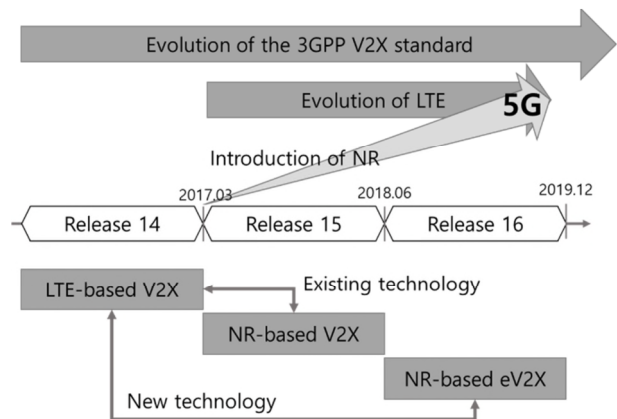 Evolution of the 3GPP V2X standard
Evolution of LTE
5G
Introduction of NR
2017.03
2018.06
2019.12
Release 14
Release 15
Release 16
LTE-based V2X
Existing technology
NR-based V2X
NR-based eV2X
New technology